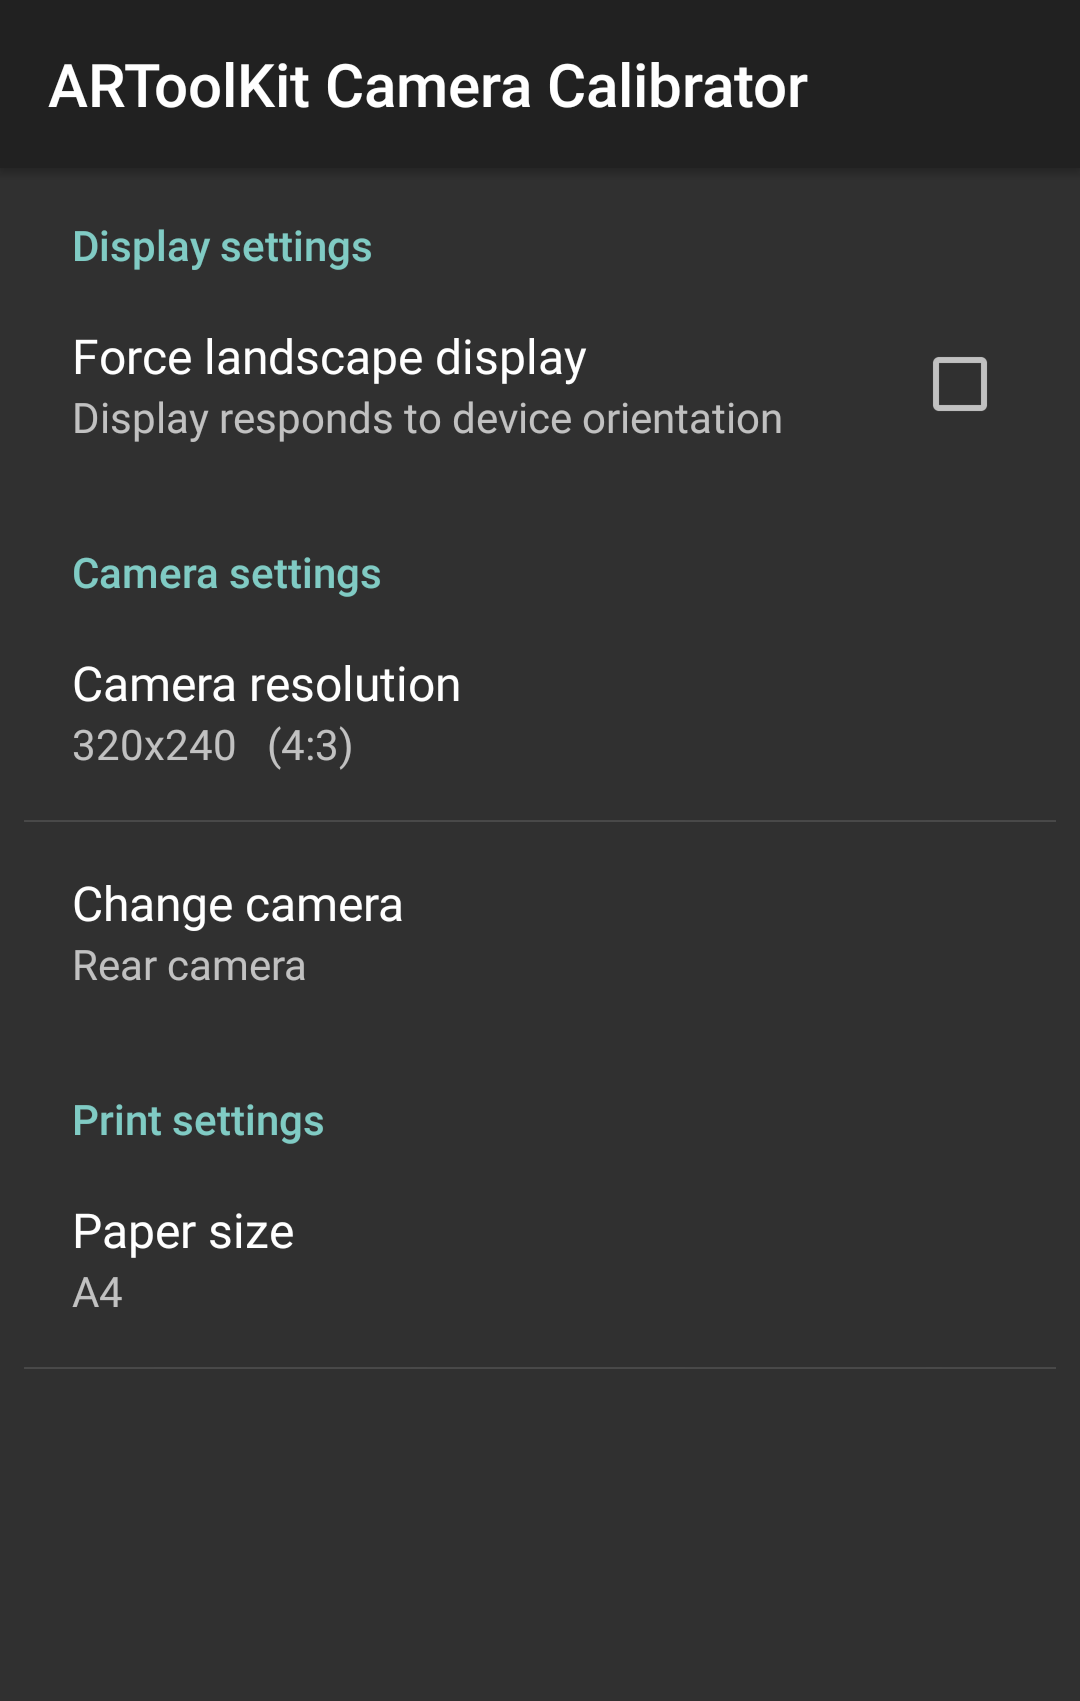 ARToolKit Camera Calibrator
Display settings
Force landscape display
Display responds to device orientation
Camera settings
Camera resolution
320x240 (4:3)
Change camera
Rear camera
Print settings
Paper size
A4